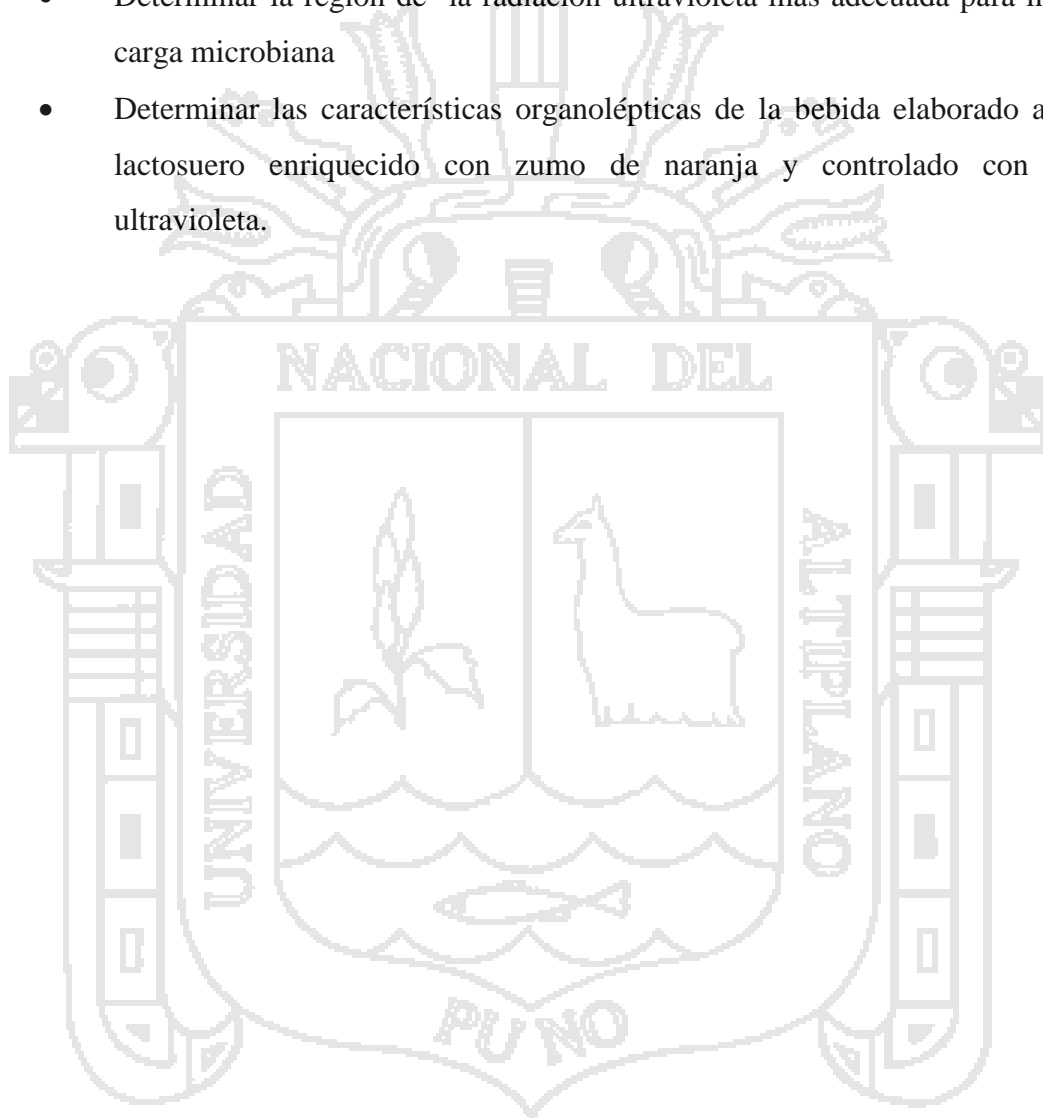 • Determinar la región de la radiación ultravioleta más adecuada para
carga microbiana
• Determinar las características organolépticas de la bebida elaborado a
lactosuero enriquecido con zumo de naranja y controlado con
ultravioleta.
NACIONAL DEL
UNIVERSIDAD
ALTIPLANO
PUNO